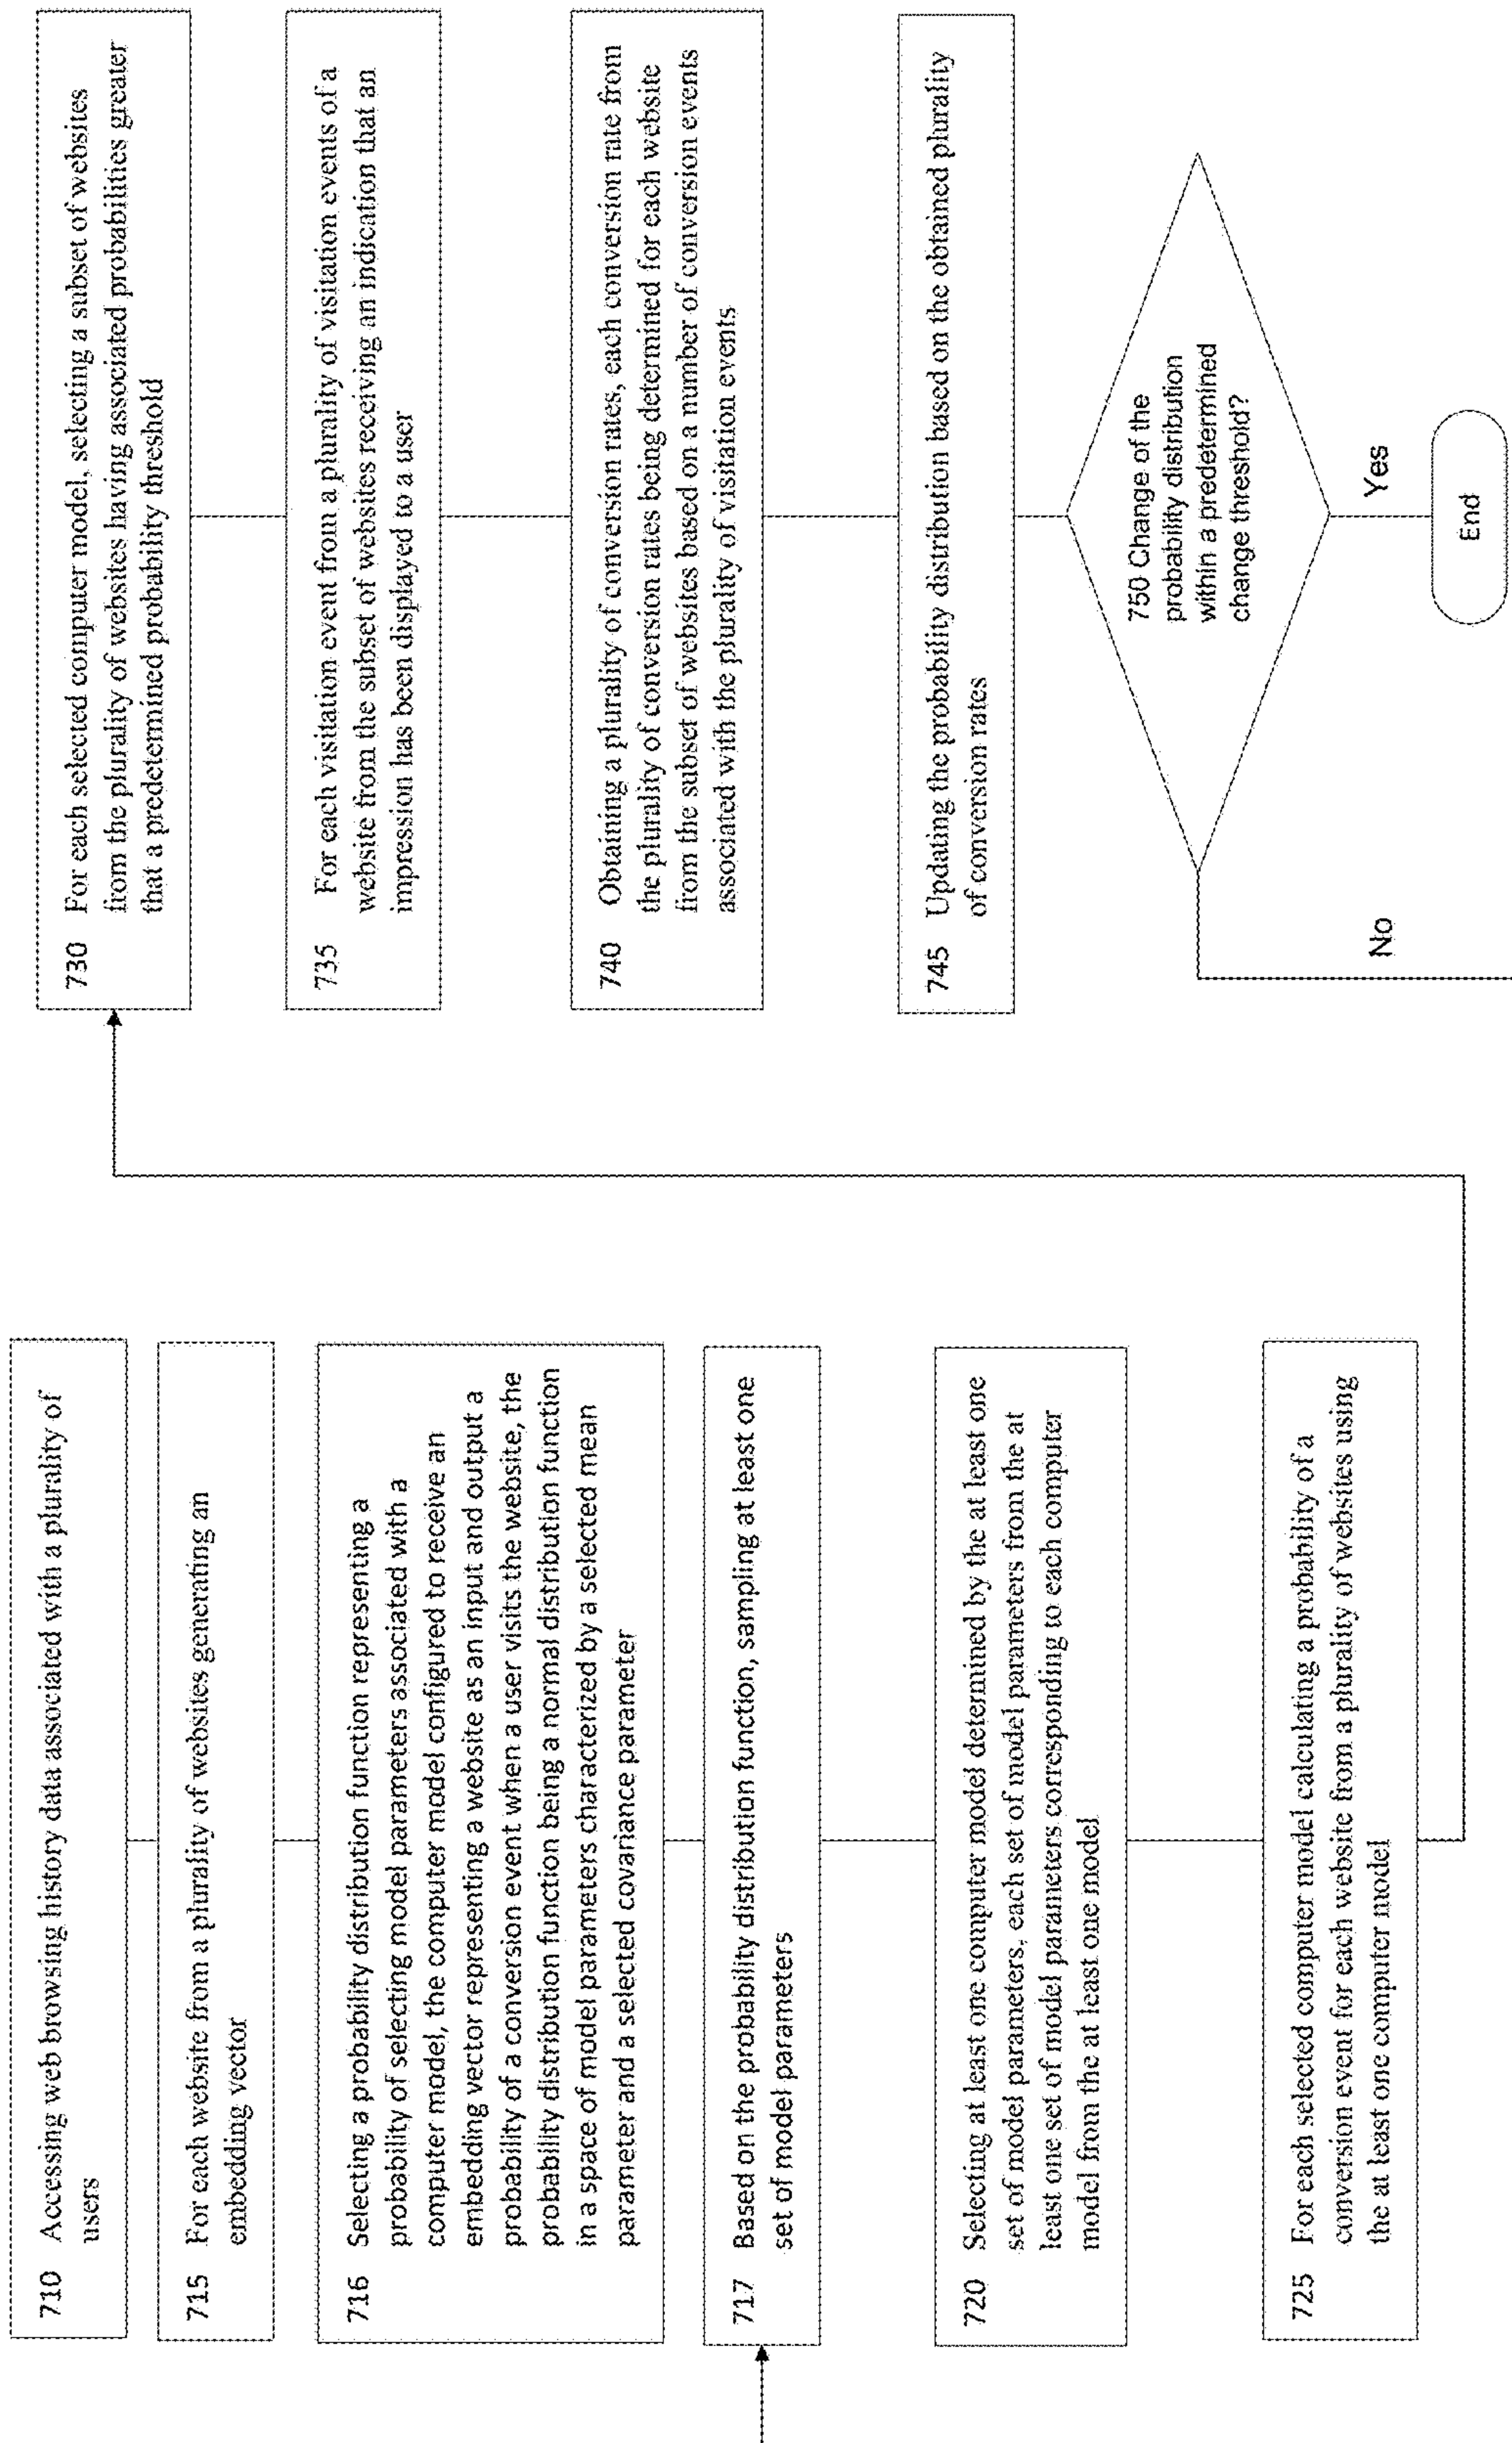 710 Accessing web browsing history data associated with a plurality of
users
715 For each website from a plurality of websites generating an
embedding vector
716 Selecting a probability distribution function representing a
probability of selecting model parameters associated with a
computer model, the computer model configured to receive an
embedding vector representing a website as an input and output a
probability of a conversion event when a user visits the website, the
probability distribution function being a normal distribution function
in a space of model parameters characterized by a selected mean
parameter and a selected covariance parameter
717 Based on the probability distribution function, sampling at least one
set of model parameters
720 Selecting at least one computer model determined by the at least one
set of model parameters, each set of model parameters from the at
least one set of model parameters corresponding to each computer
model from the at least one model
725 For each selected computer model calculating a probability of a
conversion event for each website from a plurality of websites using
the at least one computer model
730 For each selected computer model, selecting a subset of websites
from the plurality of websites having associated probabilities greater
that a predetermined probability threshold
735 For each visitation event from a plurality of visitation events of a
website from the subset of websites receiving an indication that an
impression has been displayed to a user
740 Obtaining a plurality of conversion rates, each conversion rate from
the plurality of conversion rates being determined for each website
from the subset of websites based on a number of conversion events
associated with the plurality of visitation events
745 Updating the probability distribution based on the obtained plurality
of conversion rates
750 Change of the
probability distribution
within a predetermined
change threshold?
No
Yes
End